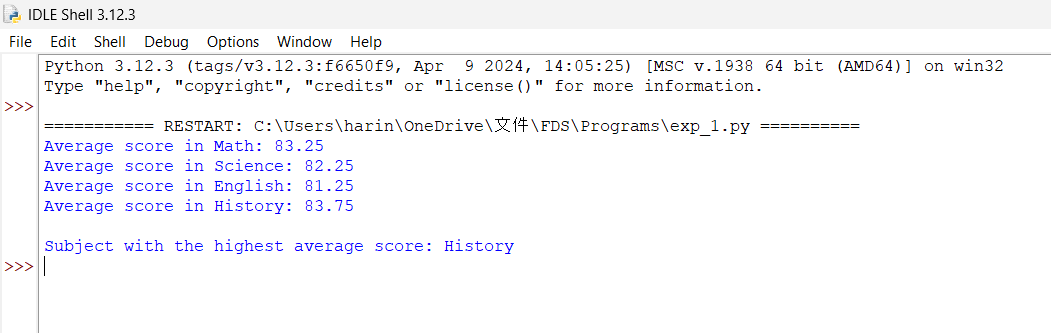 IDLE Shell 3.12.3
File Edit Shell Debug Options Window Help
Python 3.12.3 (tags/v3.12.3:f6650f9, Apr  9 2024, 14:05:25) [MSC v.1938 64 bit (AMD64)] on win32
Type "help", "copyright", "credits" or "license()" for more information.
>>>
=========== RESTART: C:\Users\harin\OneDrive\文件\FDS\Programs\exp_1.py ==========
Average score in Math: 83.25
Average score in Science: 82.25
Average score in English: 81.25
Average score in History: 83.75
Subject with the highest average score: History
>>>